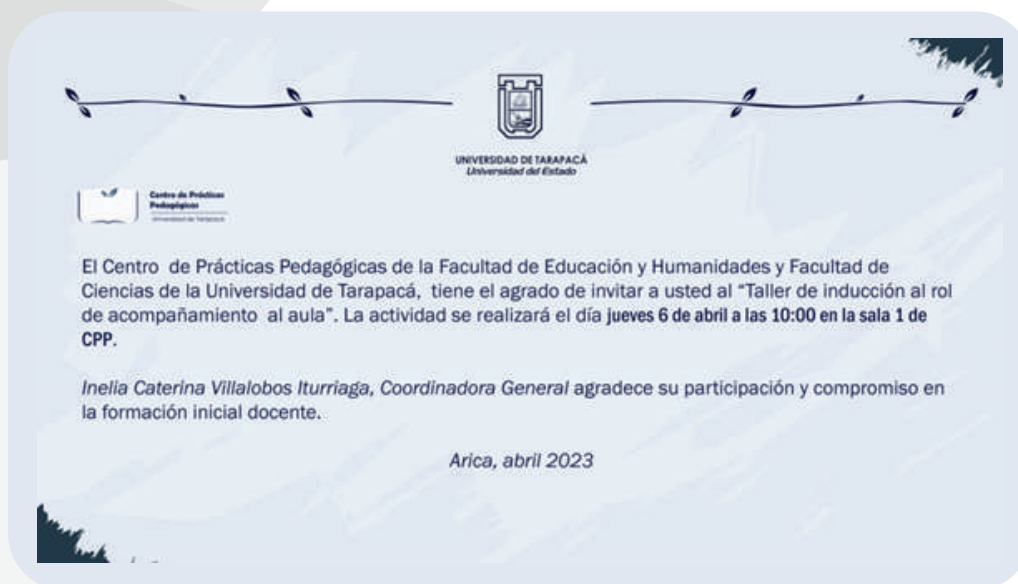 UNIVERSIDAD DE TARAPACÁ
Universidad del Estado
Centro de Prácticas
Pedagógicas
Universidad de Tarapacá
El Centro de Prácticas Pedagógicas de la Facultad de Educación y Humanidades y Facultad de
Ciencias de la Universidad de Tarapacá, tiene el agrado de invitar a usted al “Taller de inducción al rol
de acompañamiento al aula”. La actividad se realizará el día jueves 6 de abril a las 10:00 en la sala 1 de
CPP.
Inelia Caterina Villalobos Iturriaga, Coordinadora General agradece su participación y compromiso en
la formación inicial docente.
Arica, abril 2023